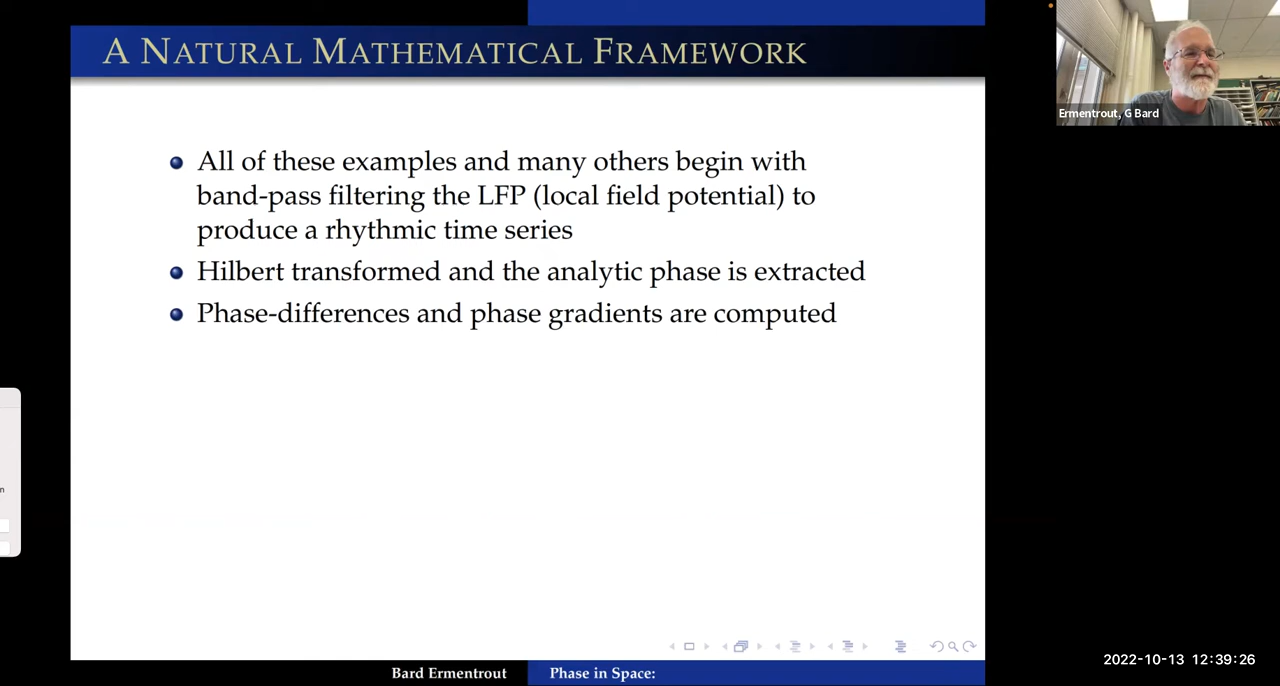 A NATURAL MATHEMATICAL FRAMEWORK
Ermentrout, G Bard
All of these examples and many others begin with
band-pass filtering the LFP (local field potential) to
produce a rhythmic time series
Hilbert transformed and the analytic phase is extracted
Phase-differences and phase gradients are computed
n
Bard Ermentrout
Phase in Space:
2022-10-13 12:39:26